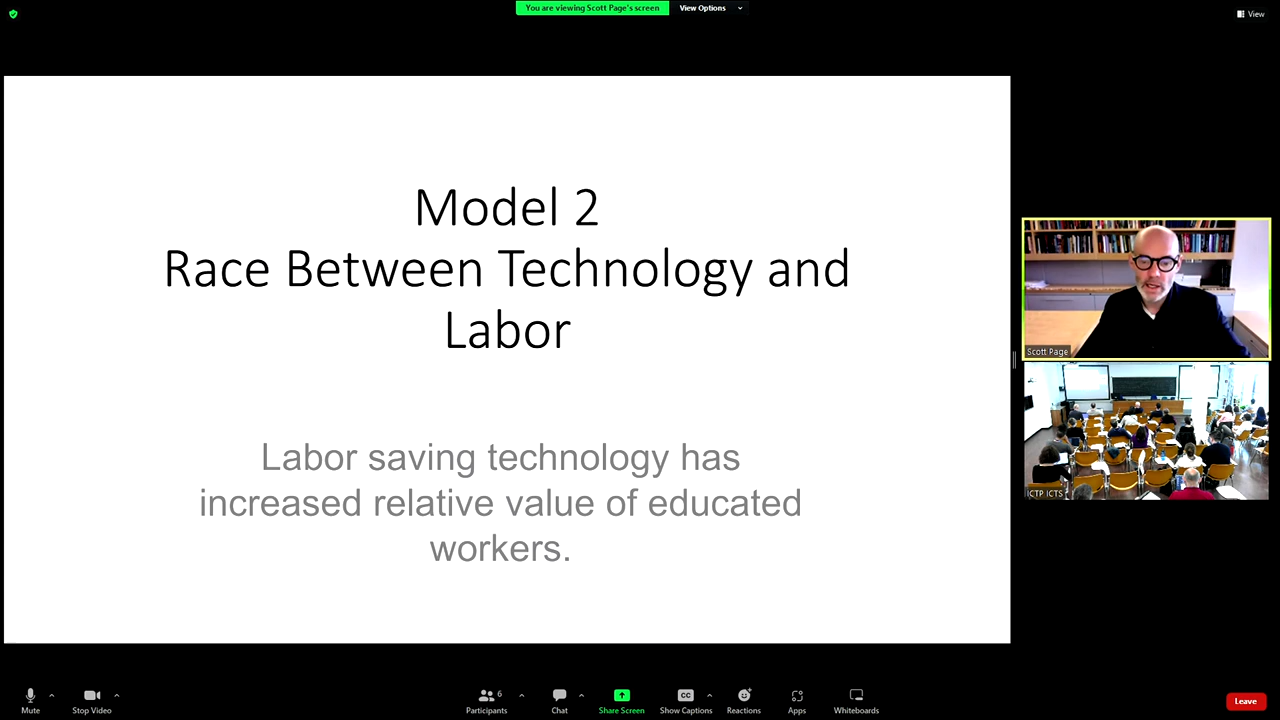 You are viewing Scott Page's screen
View Options
View
Model 2
Race Between Technology and
Labor
Labor saving technology has
increased relative value of educated
workers.
Scott Page
ICTP ICTS
Mute
Stop Video
6
Participants
Chat
Share Screen
CC
Show Captions
Reactions
Apps
Whiteboards
Leave